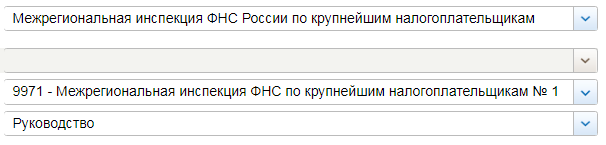 Межрегиональная инспекция ФНС России по крупнейшим налогоплательщикам
9971 - Межрегиональная инспекция ФНС по крупнейшим налогоплательщикам № 1
Руководство